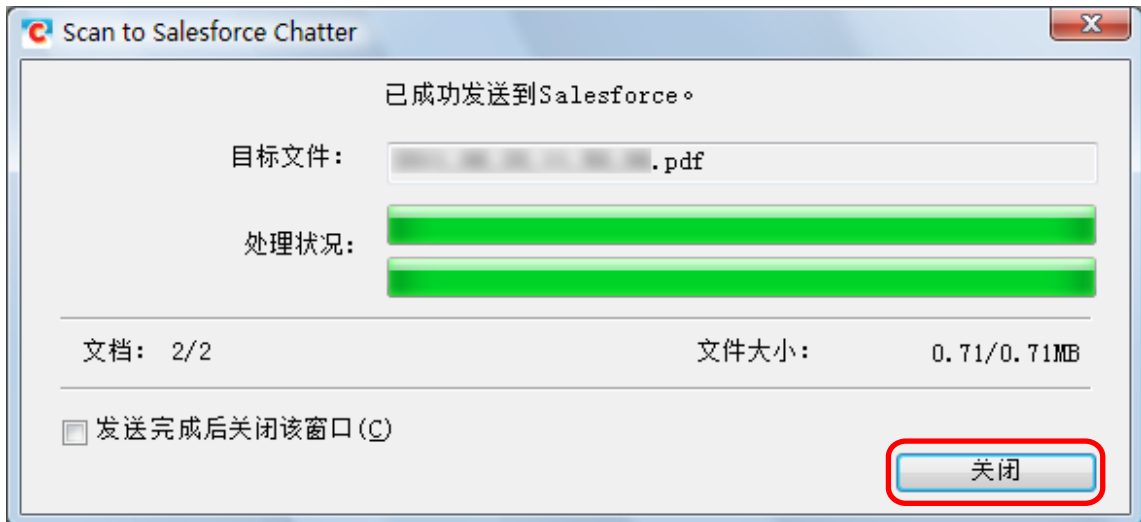 Scan to Salesforce Chatter
已成功发送到Salesforce。
目标文件: .pdf
处理状况:
文档: 2/2 文件大小: 0.71/0.71MB
发送完成后关闭该窗口(C)
关闭